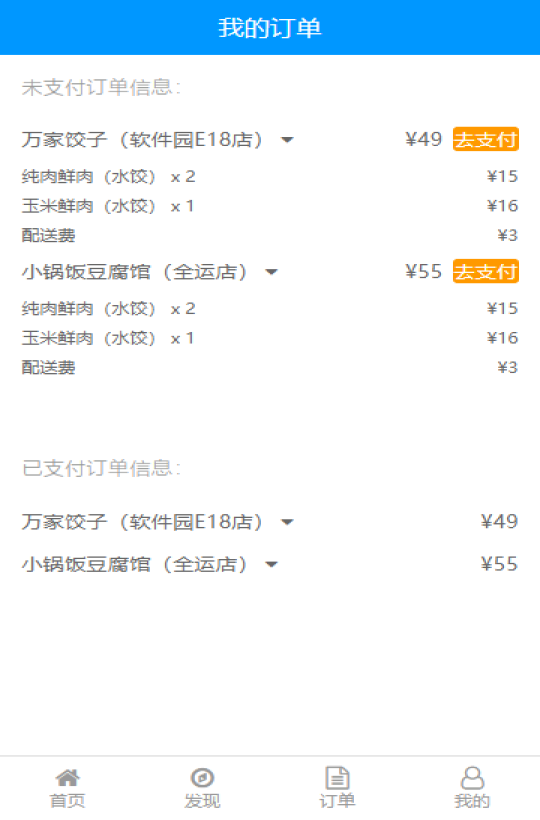 我的订单
未支付订单信息：
万家饺子（软件园E18店） ¥49 去支付
纯肉鲜肉（水饺） x 2 ¥15
玉米鲜肉（水饺） x 1 ¥16
配送费 ¥3
小锅饭豆腐馆（全运店） ¥55 去支付
纯肉鲜肉（水饺） x 2 ¥15
玉米鲜肉（水饺） x 1 ¥16
配送费 ¥3
已支付订单信息：
万家饺子（软件园E18店） ¥49
小锅饭豆腐馆（全运店） ¥55
首页 发现 订单 我的